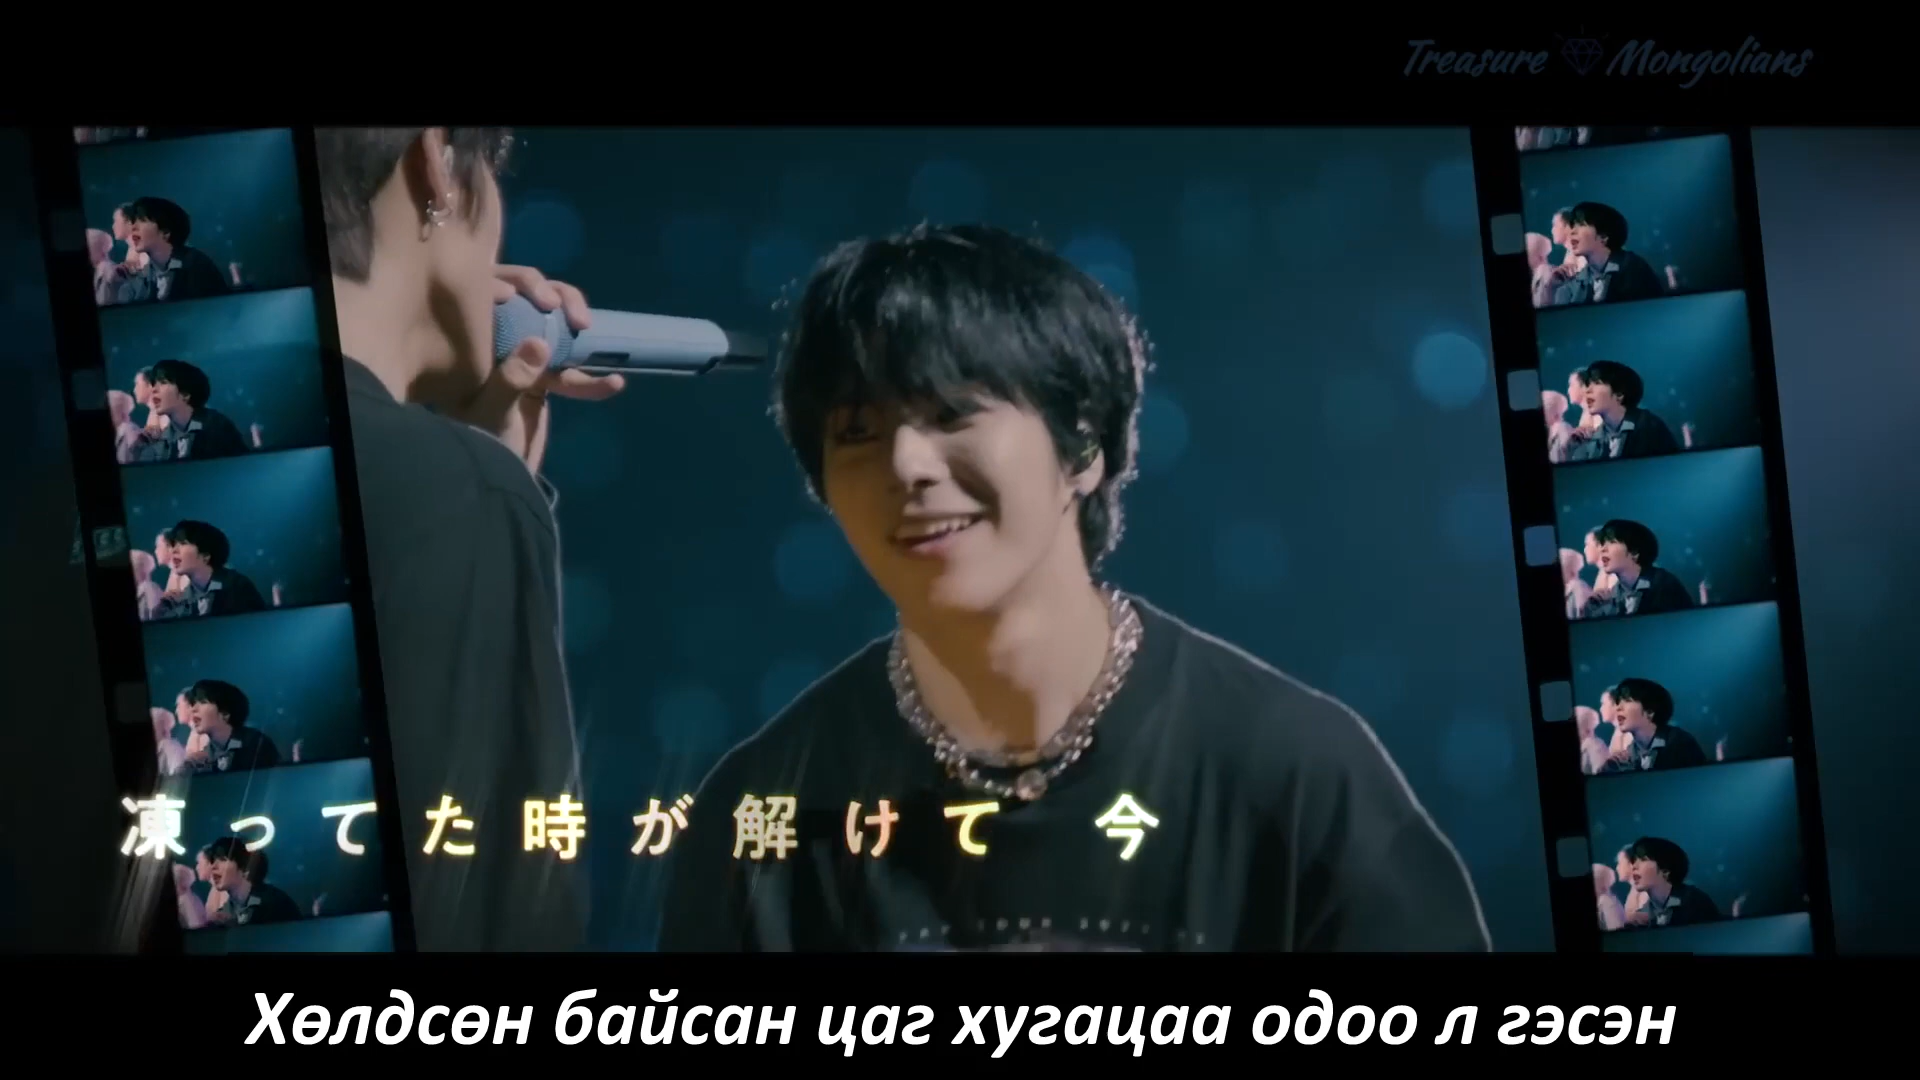 Treasure Mongolians
凍ってた時が解けて 今
Хөлдсөн байсан цаг хугацаа одоо л гэсэн